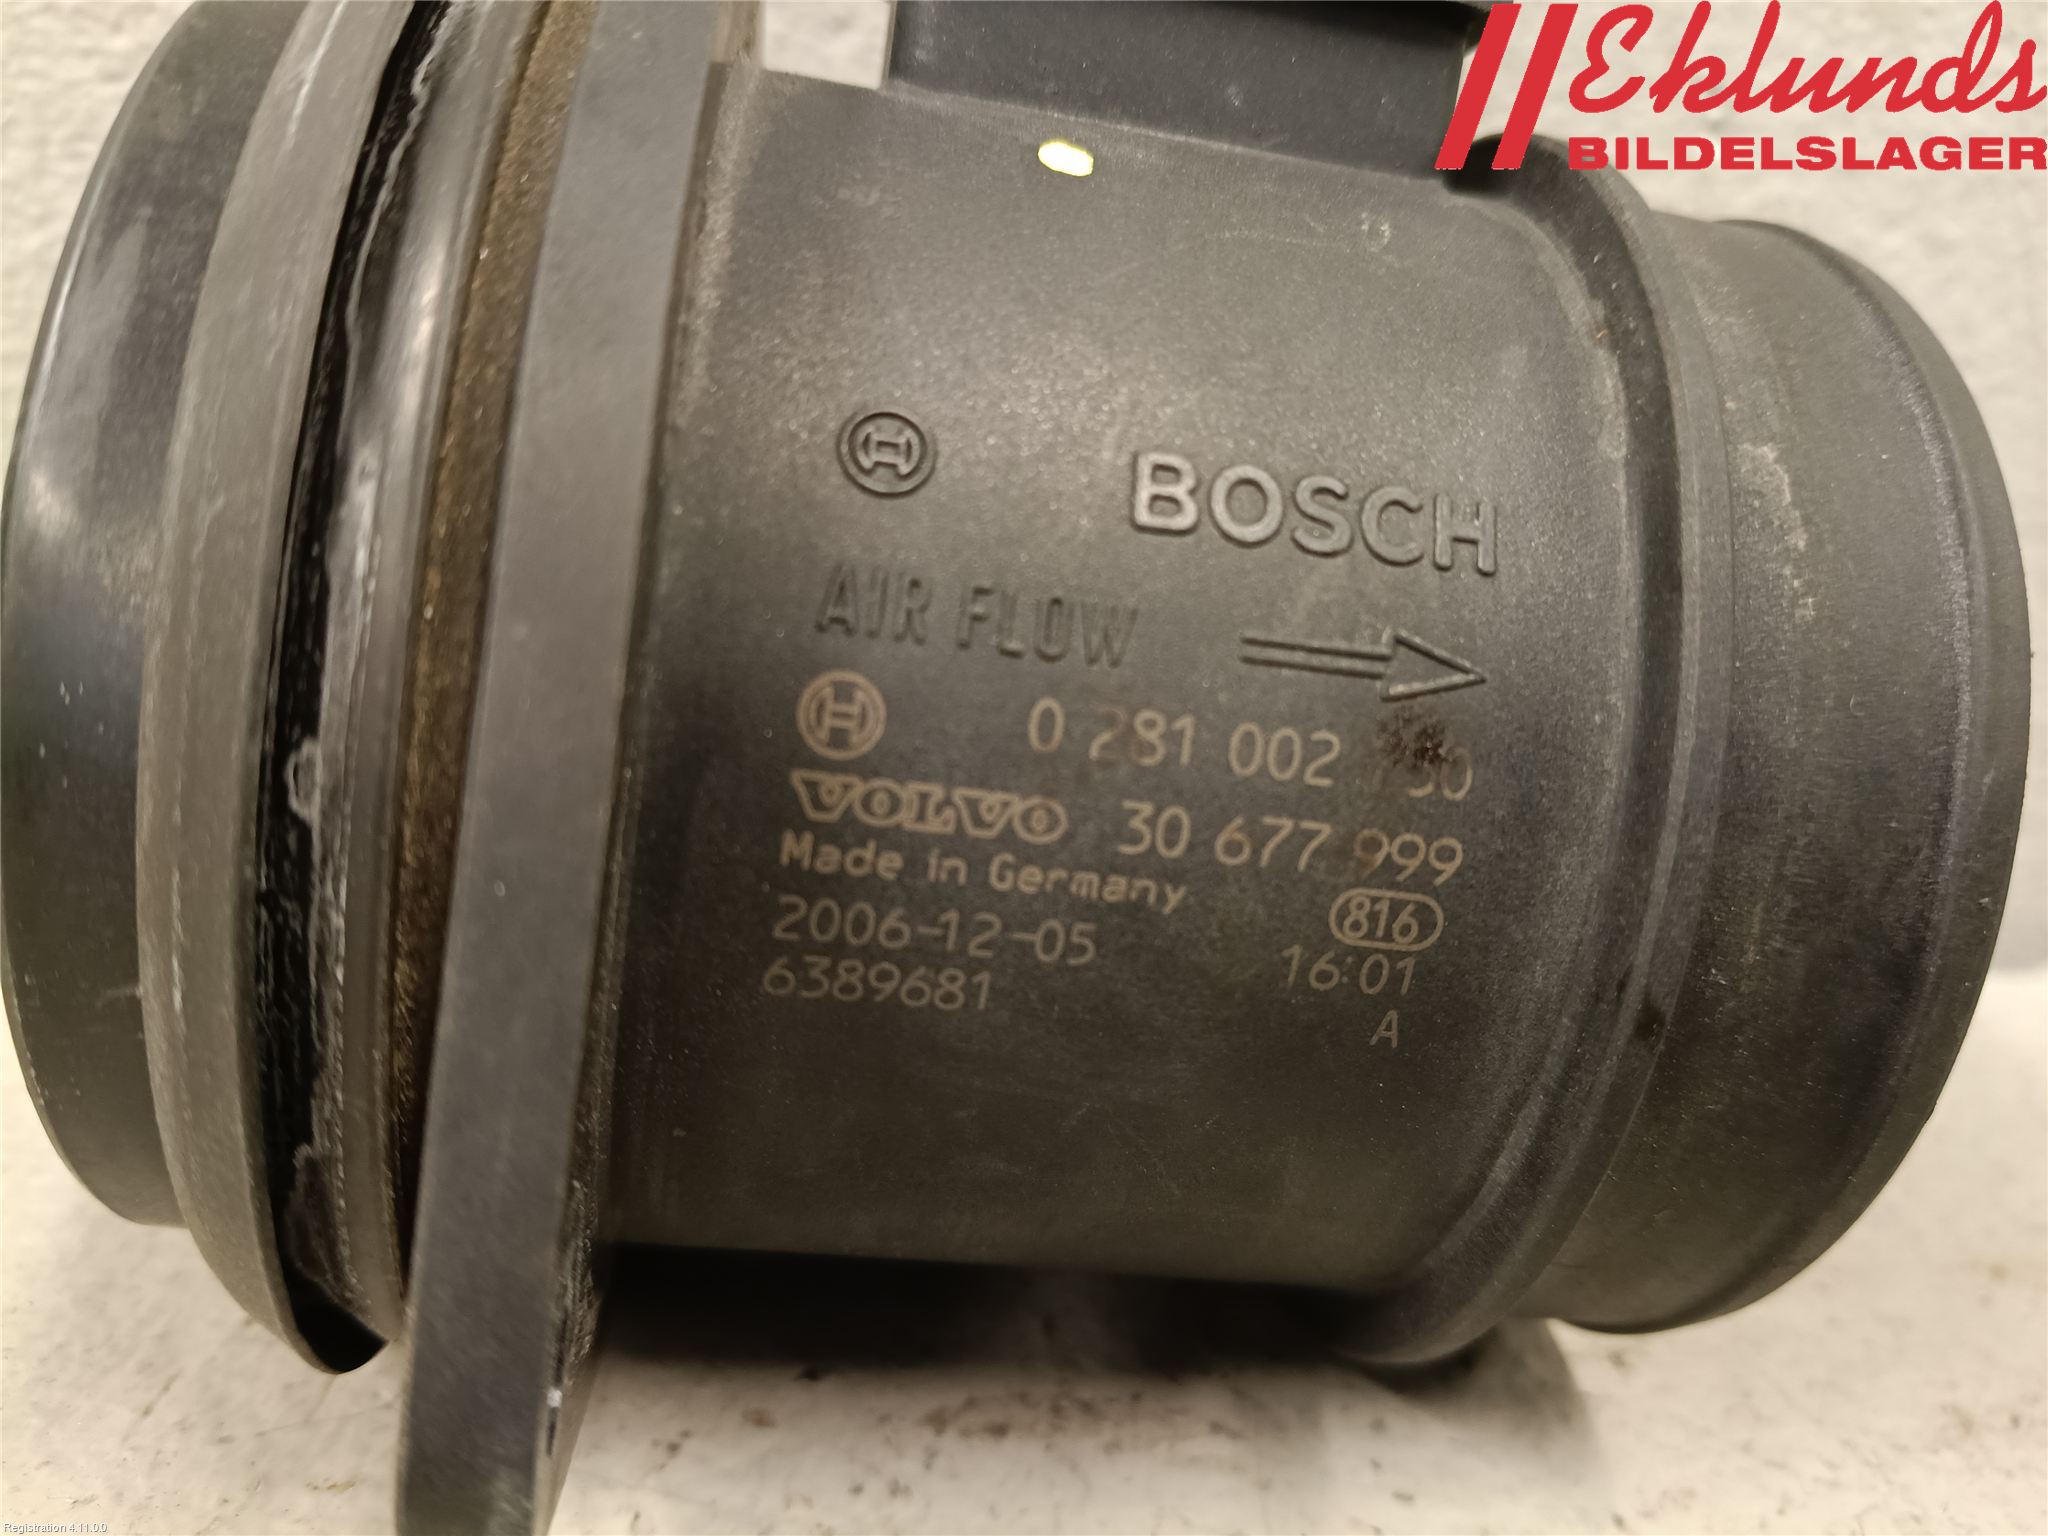 Eklunds
BILDELSLAGER
BOSCH
AIR FLOW
0 281 002
VOLVO 30 677 999
Made in Germany
816
2006-12-05
16:01
6389681
A
Registration 4.11.0.0